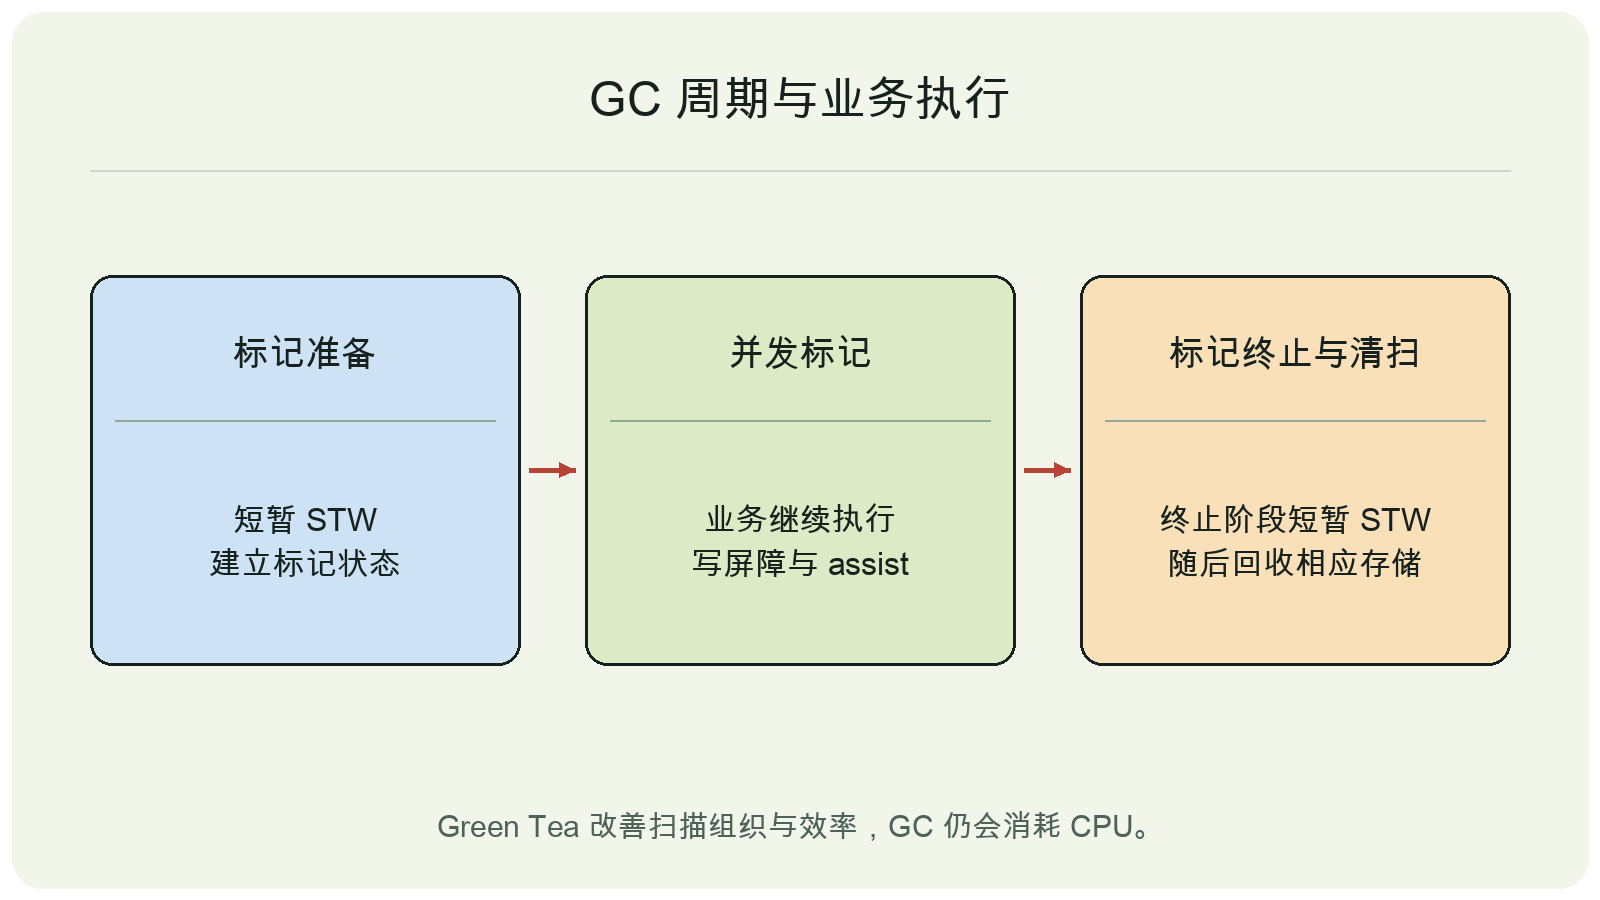 GC 周期与业务执行
标记准备
短暂 STW
建立标记状态
并发标记
业务继续执行
写屏障与 assist
标记终止与清扫
终止阶段短暂 STW
随后回收相应存储
Green Tea 改善扫描组织与效率，GC 仍会消耗 CPU。